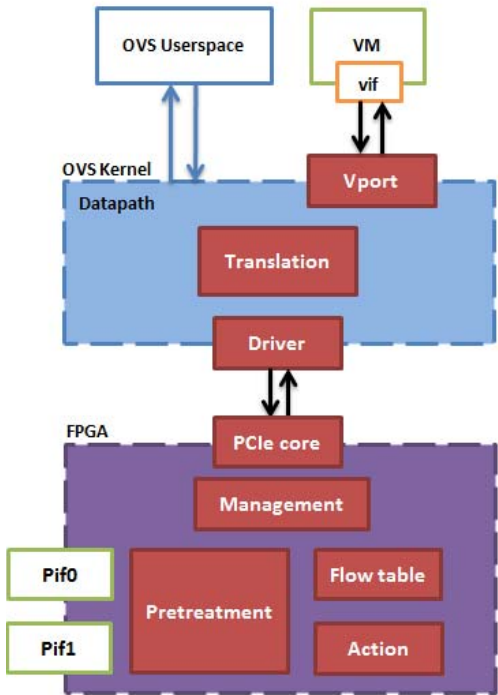 OVS Userspace
VM
vif
OVS Kernel
Vport
Datapath
Translation
Driver
FPGA
PCIe core
Management
Pif0
Pretreatment
Flow table
Pif1
Action